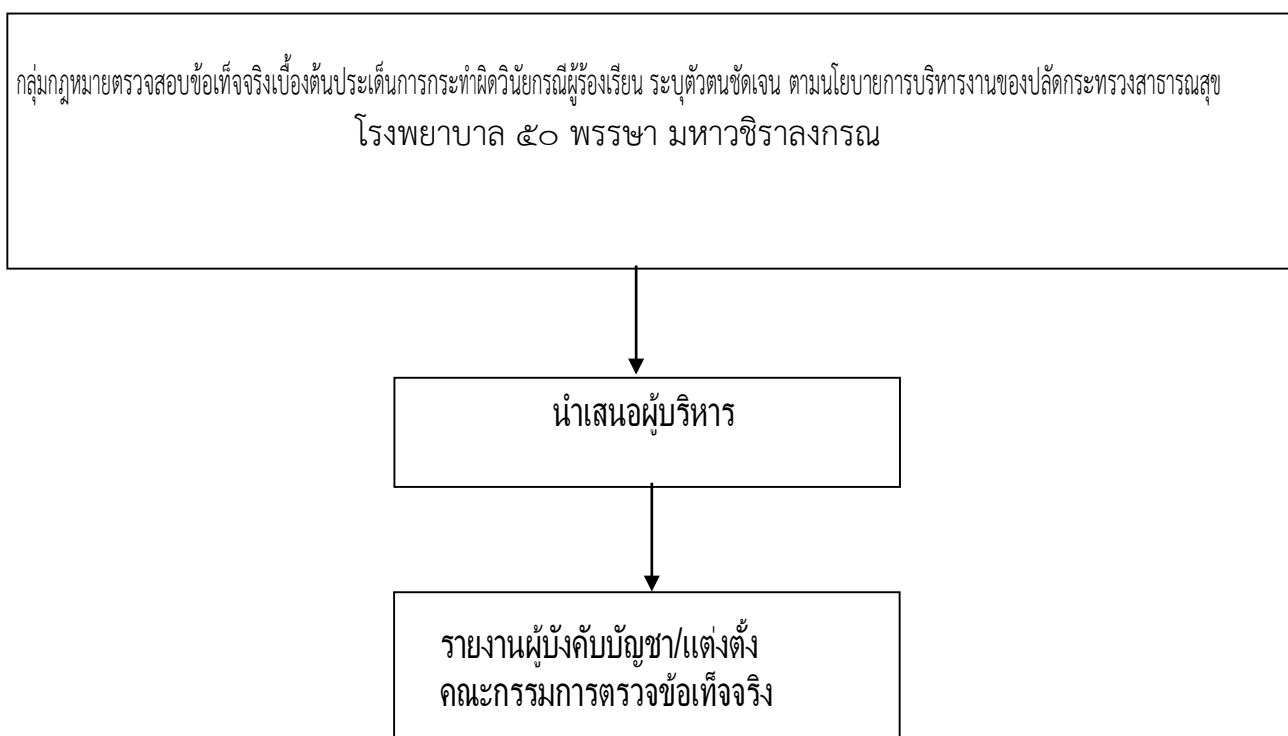 กลุ่มกฎหมายตรวจสอบข้อเท็จจริงเบื้องต้นประเด็นการกระทำผิดวินัยกรณีผู้ร้องเรียน ระบุตัวตนชัดเจน ตามนโยบายการบริหารงานของปลัดกระทรวงสาธารณสุข
โรงพยาบาล ๕๐ พรรษา มหาวชิราลงกรณ
นำเสนอผู้บริหาร
รายงานผู้บังคับบัญชา/แต่งตั้ง
คณะกรรมการตรวจข้อเท็จจริง